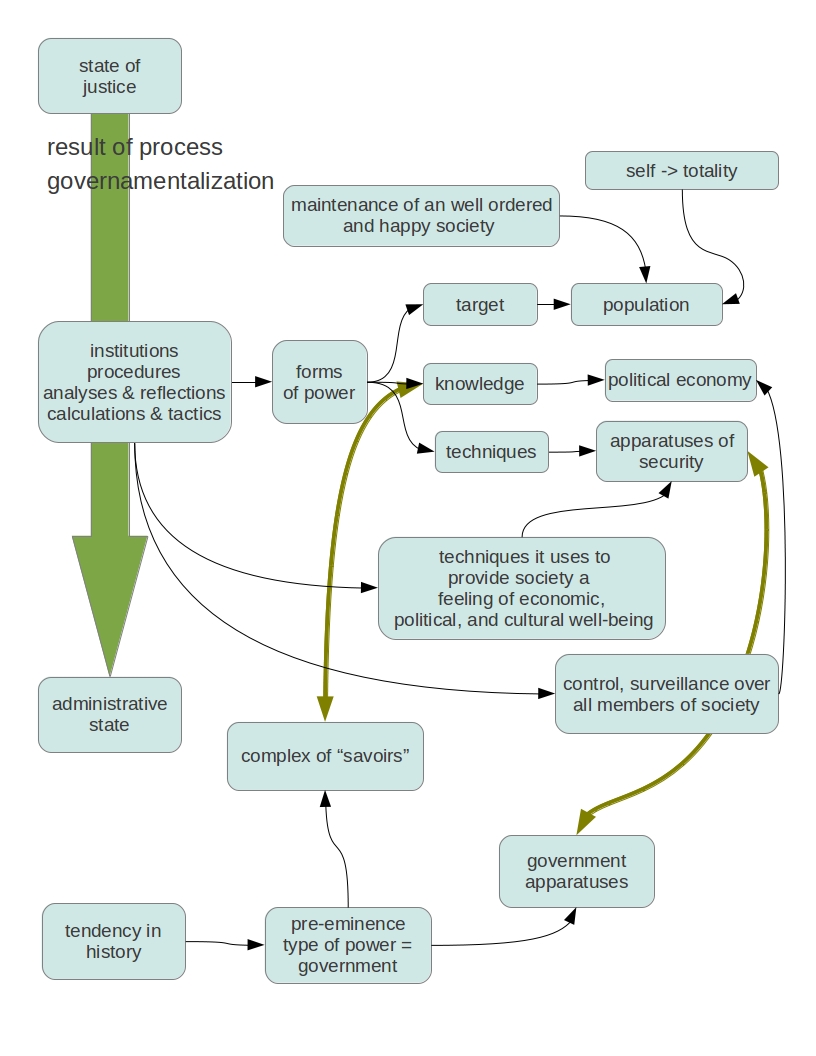 state of
justice
result of process
governamentalization
self -> totality
maintenance of an well ordered
and happy society
target
population
institutions
procedures
analyses & reflections
calculations & tactics
forms
of power
knowledge
political economy
techniques
apparatuses of
security
techniques it uses to
provide society a
feeling of economic,
political, and cultural well-being
administrative
state
control, surveillance over
all members of society
complex of “savoirs”
government
apparatuses
tendency in
history
pre-eminence
type of power =
government